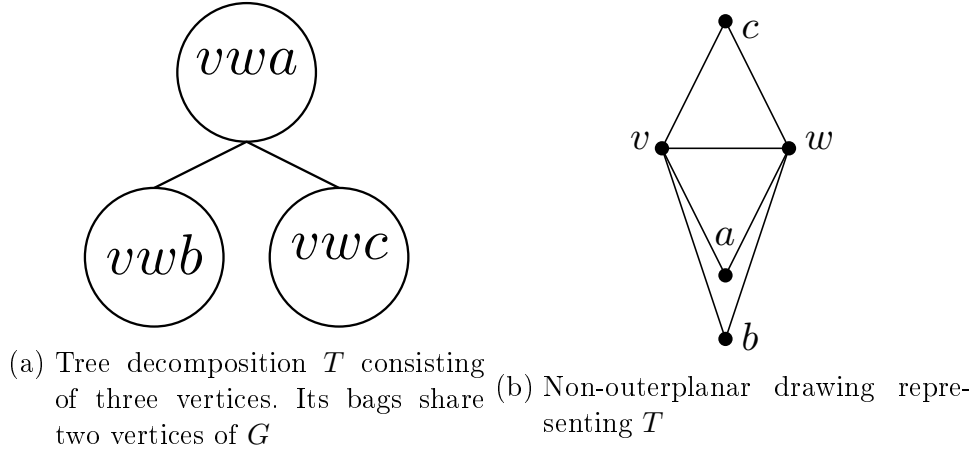 vwa
vwb
vwc
c
v
w
a
b
(a) Tree decomposition T consisting
of three vertices. Its bags share
two vertices of G
(b) Non-outerplanar drawing repre-
senting T